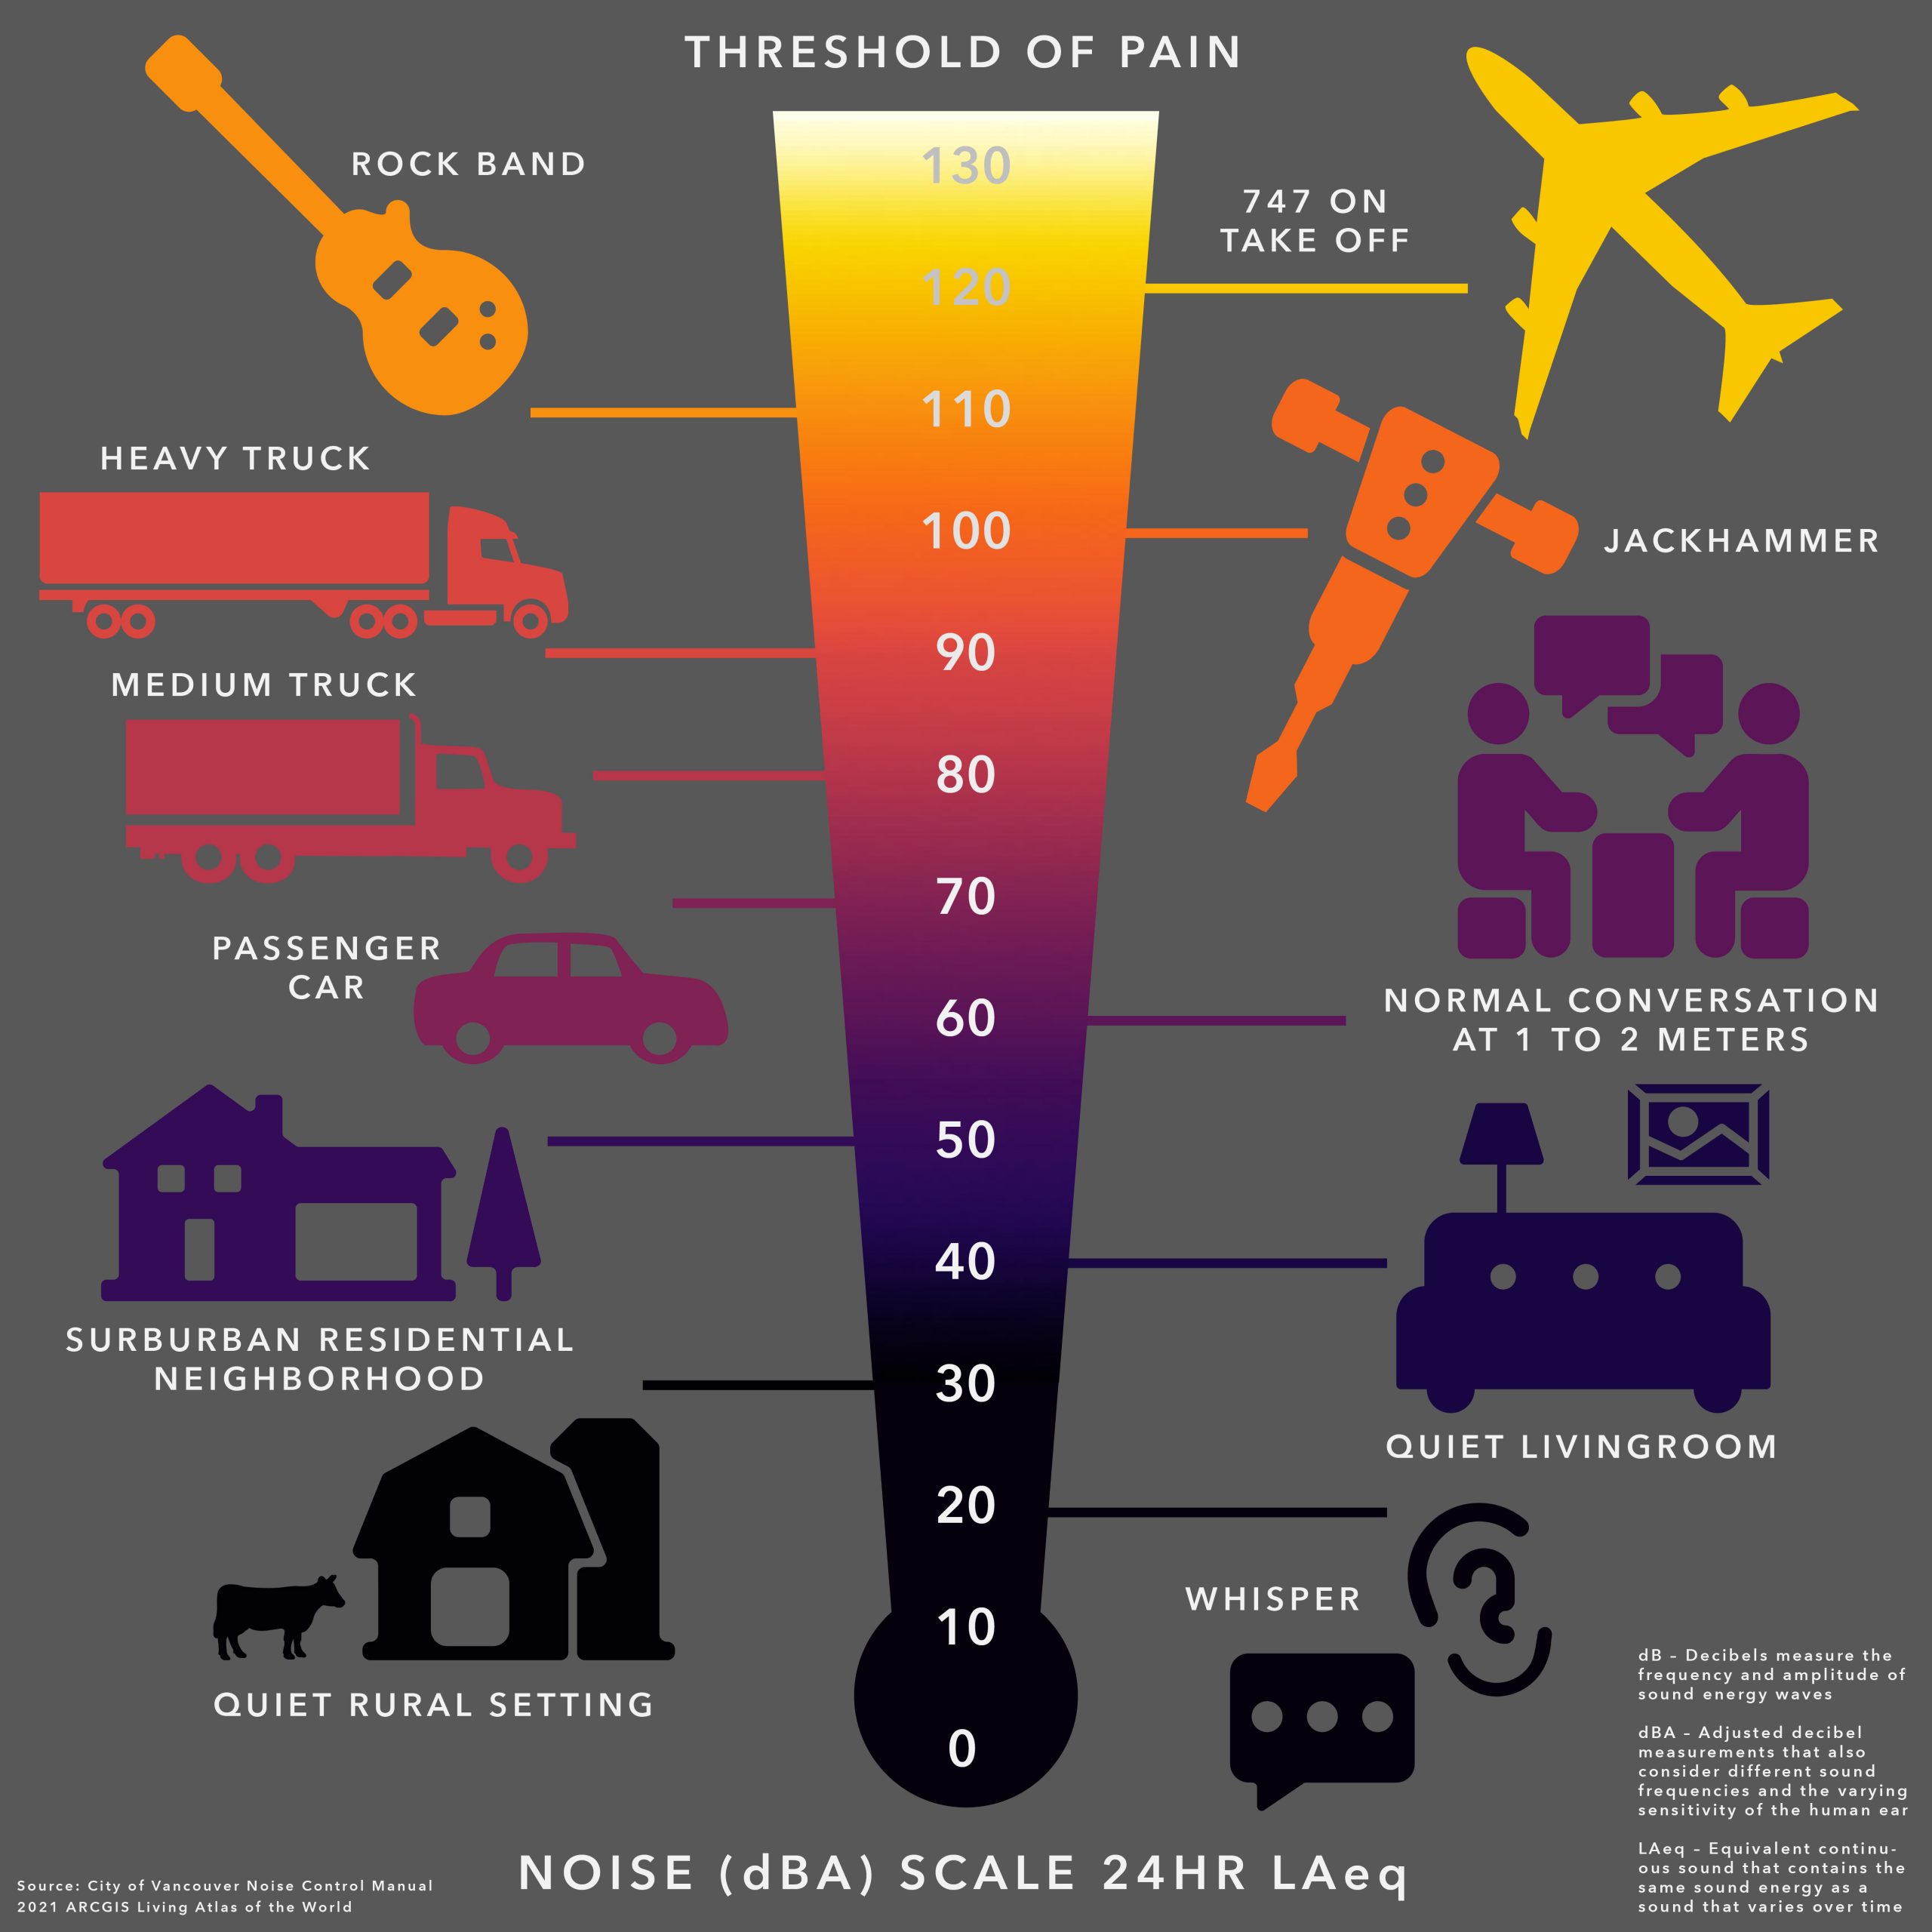 THRESHOLD OF PAIN
ROCK BAND
747 ON
TAKE OFF
HEAVY TRUCK
JACKHAMMER
MEDIUM TRUCK
PASSENGER
CAR
NORMAL CONVERSATION
AT 1 TO 2 METERS
SURBURBAN RESIDENTIAL
NEIGHBORHOOD
QUIET LIVINGROOM
WHISPER
QUIET RURAL SETTING
130
120
110
100
90
80
70
60
50
40
30
20
10
0
dB – Decibels measure the
frequency and amplitude of
sound energy waves
dBA – Adjusted decibel
measurements that also
consider different sound
frequencies and the varying
sensitivity of the human ear
LAeq – Equivalent continu-
ous sound that contains the
same sound energy as a
sound that varies over time
NOISE (dBA) SCALE 24HR LAeq
Source: City of Vancouver Noise Control Manual
2021 ARCGIS Living Atlas of the World